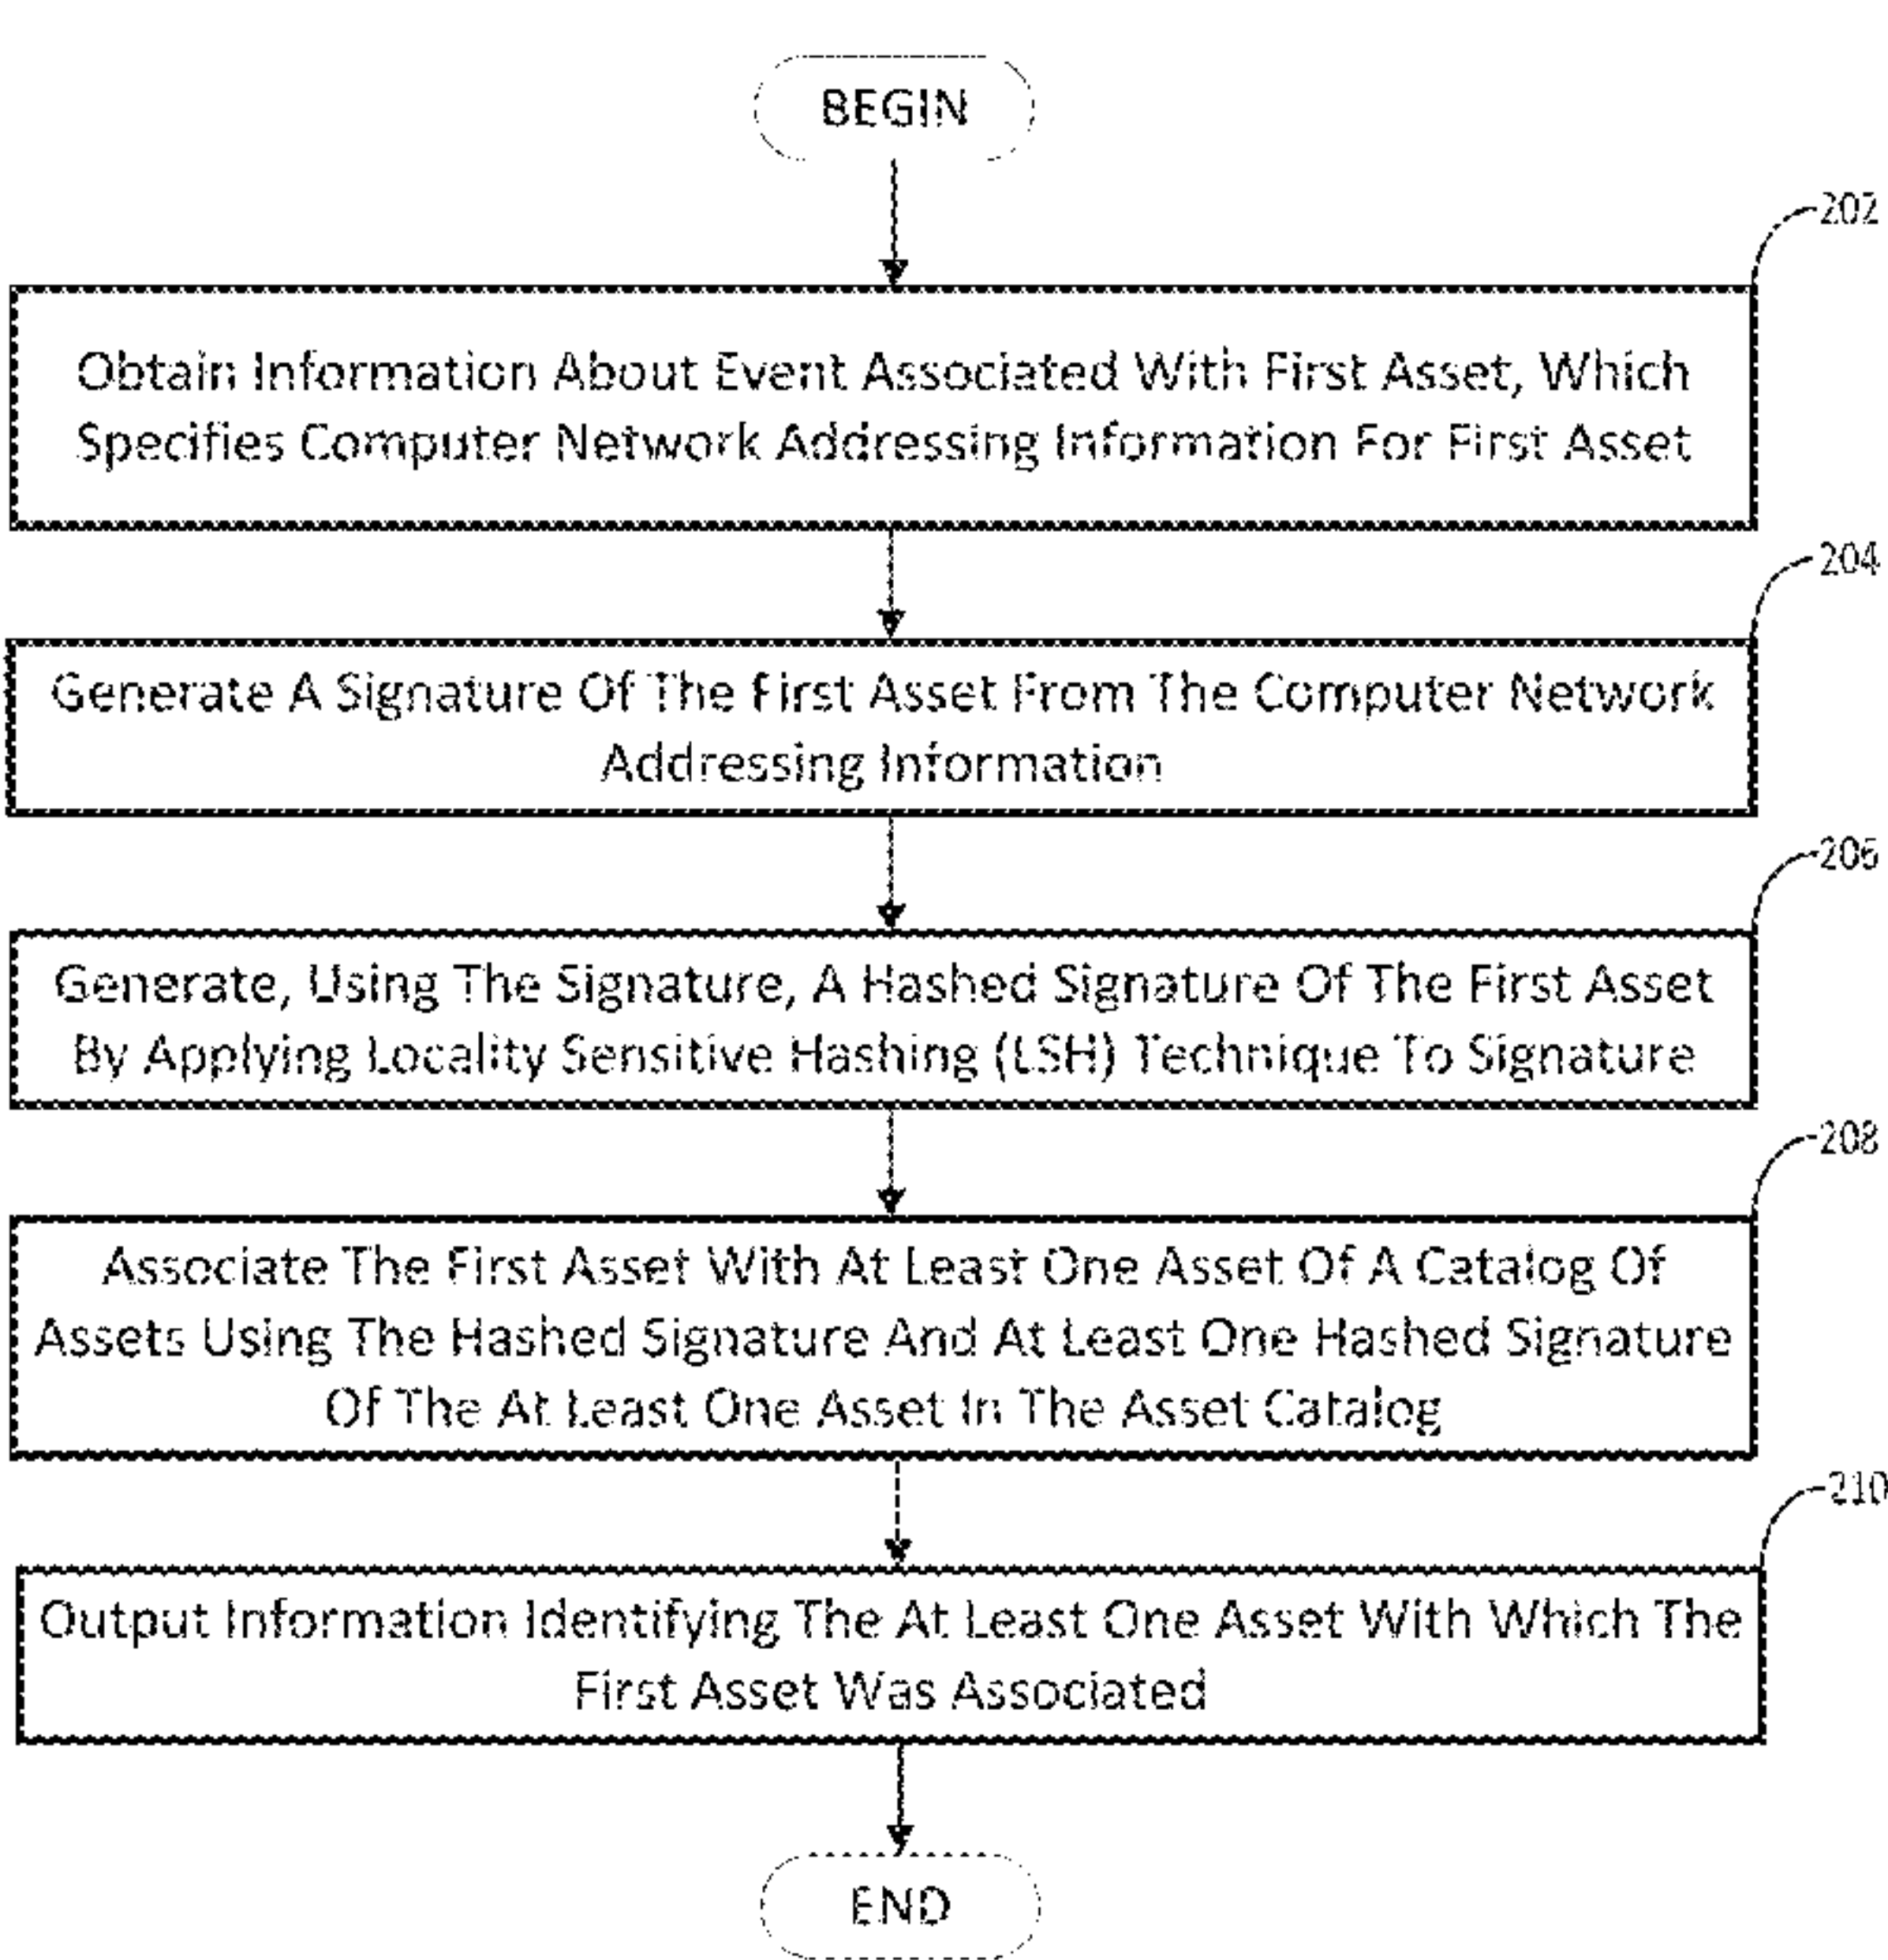 BEGIN
202
Obtain Information About Event Associated With First Asset, Which
Specifies Computer Network Addressing Information For First Asset
204
Generate A Signature Of The First Asset From The Computer Network
Addressing Information
206
Generate, Using The Signature, A Hashed Signature Of The First Asset
By Applying Locality Sensitive Hashing (LSH) Technique To Signature
208
Associate The First Asset With At Least One Asset Of A Catalog Of
Assets Using The Hashed Signature And At Least One Hashed Signature
Of The At Least One Asset In The Asset Catalog
210
Output Information Identifying The At Least One Asset With Which The
First Asset Was Associated
END